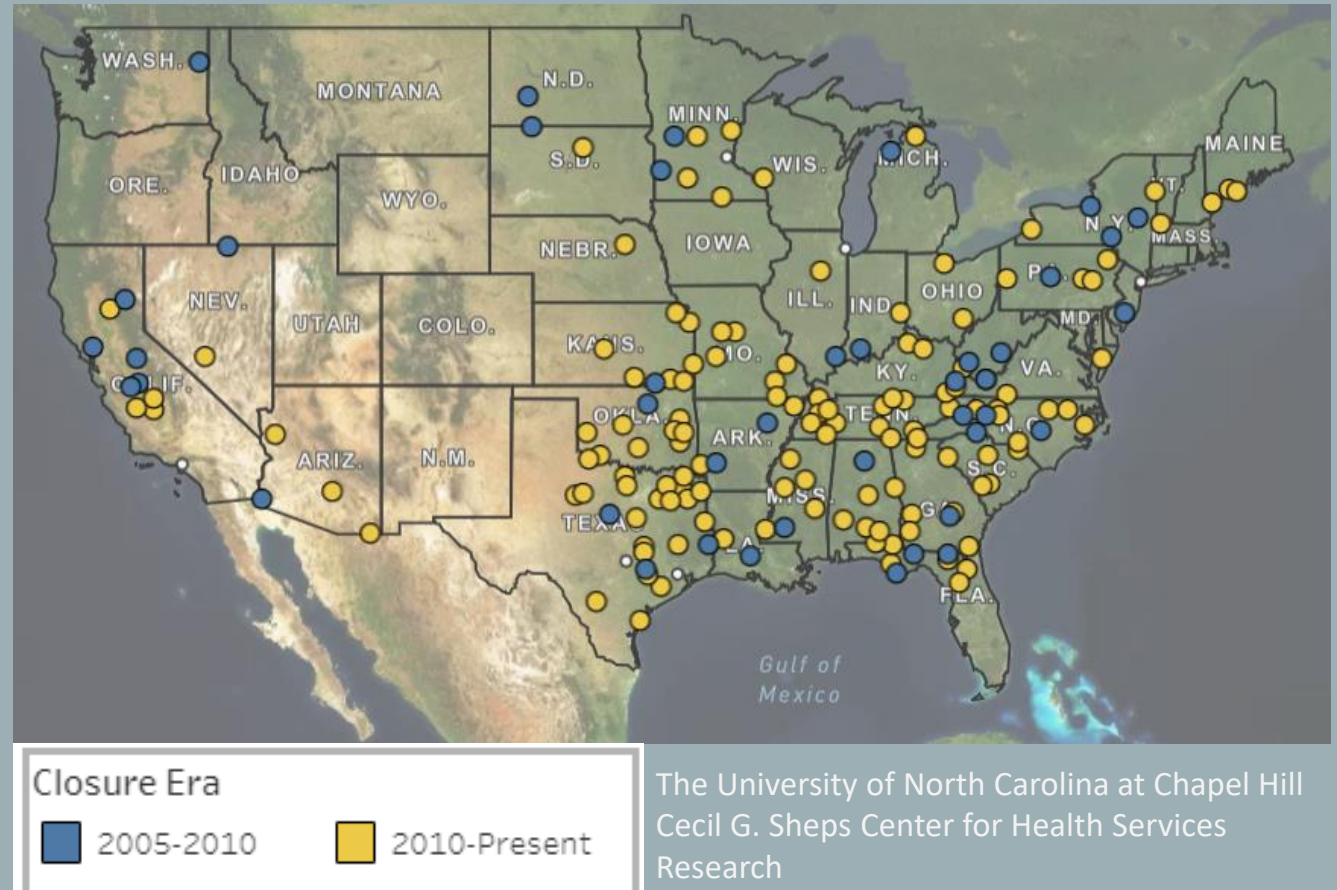 WASH.
MONTANA
N.D.
MINN.
MAINE
ORE.
IDAHO
S.D.
WIS.
MICH.
VT.
WYO.
N.Y.
MASS.
NEBR.
IOWA
NEV.
UTAH
COLO.
ILL.
IND.
OHIO
PA.
MD.
KANS.
MO.
KY.
VA.
CALIF.
ARIZ.
N.M.
OKLA.
ARK.
TENN.
N.C.
S.C.
TEXAS
LA.
MISS.
GA.
FLA.
Gulf of
Mexico
Closure Era
2005-2010
2010-Present
The University of North Carolina at Chapel Hill
Cecil G. Sheps Center for Health Services
Research